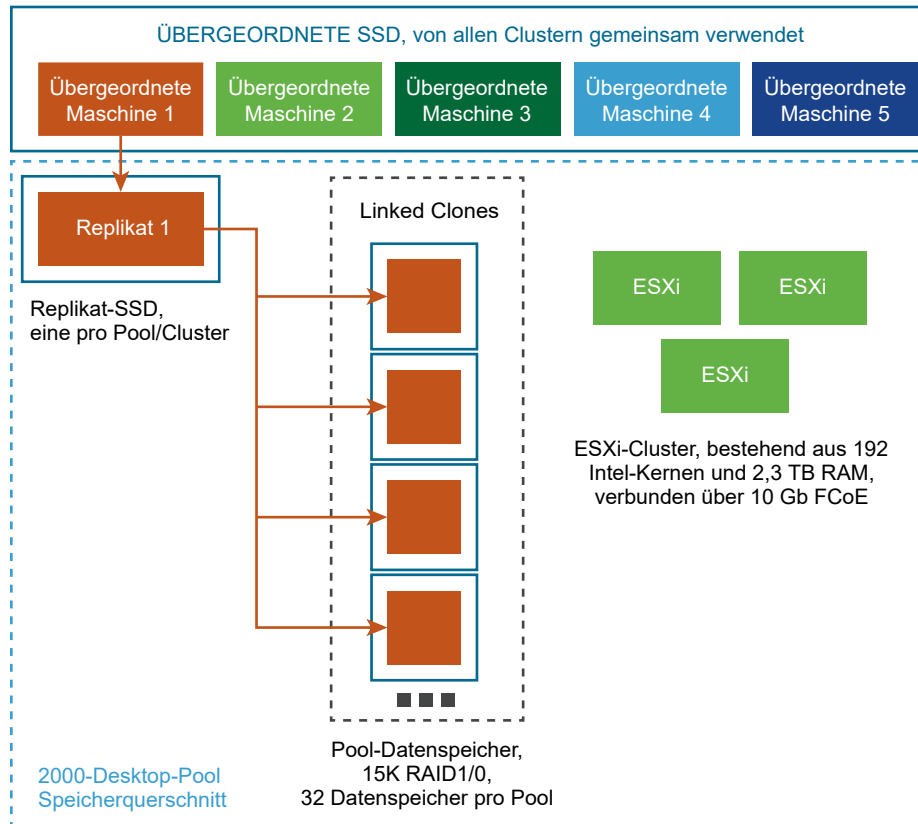 ÜBERGEORDNETE SSD, von allen Clustern gemeinsam verwendet
Übergeordnete
Maschine 1
Übergeordnete
Maschine 2
Übergeordnete
Maschine 3
Übergeordnete
Maschine 4
Übergeordnete
Maschine 5
Replikat 1
Replikat-SSD,
eine pro Pool/Cluster
Linked Clones
ESXi
ESXi
ESXi
ESXi-Cluster, bestehend aus 192
Intel-Kernen und 2,3 TB RAM,
verbunden über 10 Gb FCoE
Pool-Datenspeicher,
15K RAID1/0,
32 Datenspeicher pro Pool
2000-Desktop-Pool
Speicherquerschnitt